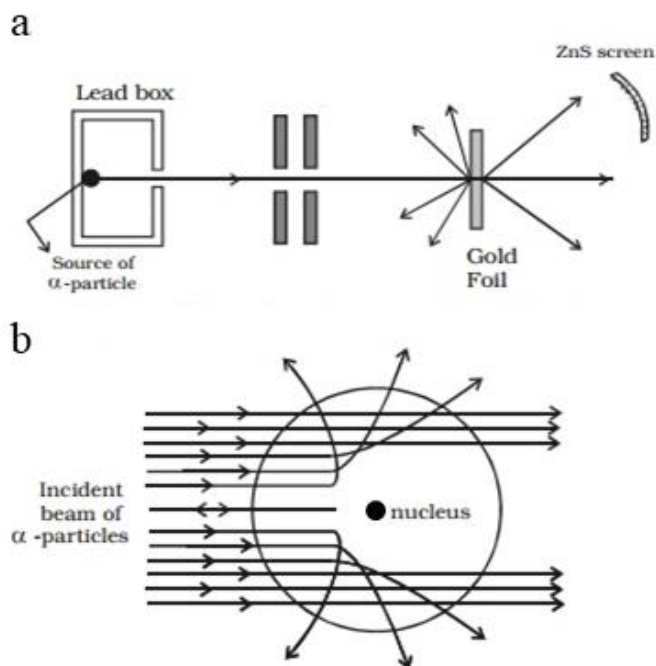 a
ZnS screen
Lead box
Source of
α-particle
Gold
Foil
b
Incident
beam of
α -particles
nucleus